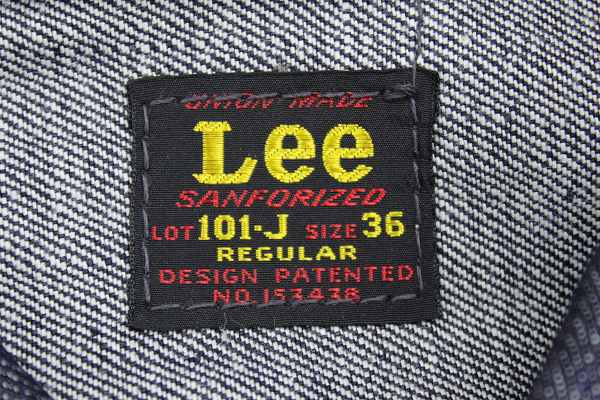 UNION MADE
Lee
SANFORIZED
LOT 101-J SIZE 36
REGULAR
DESIGN PATENTED
NO. 153438